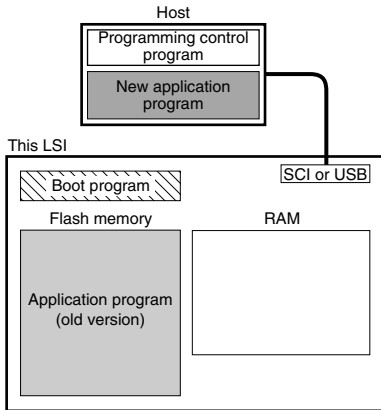 Host
Programming control
program
New application
program
This LSI
SCI or USB
Boot program
Flash memory
RAM
Application program
(old version)